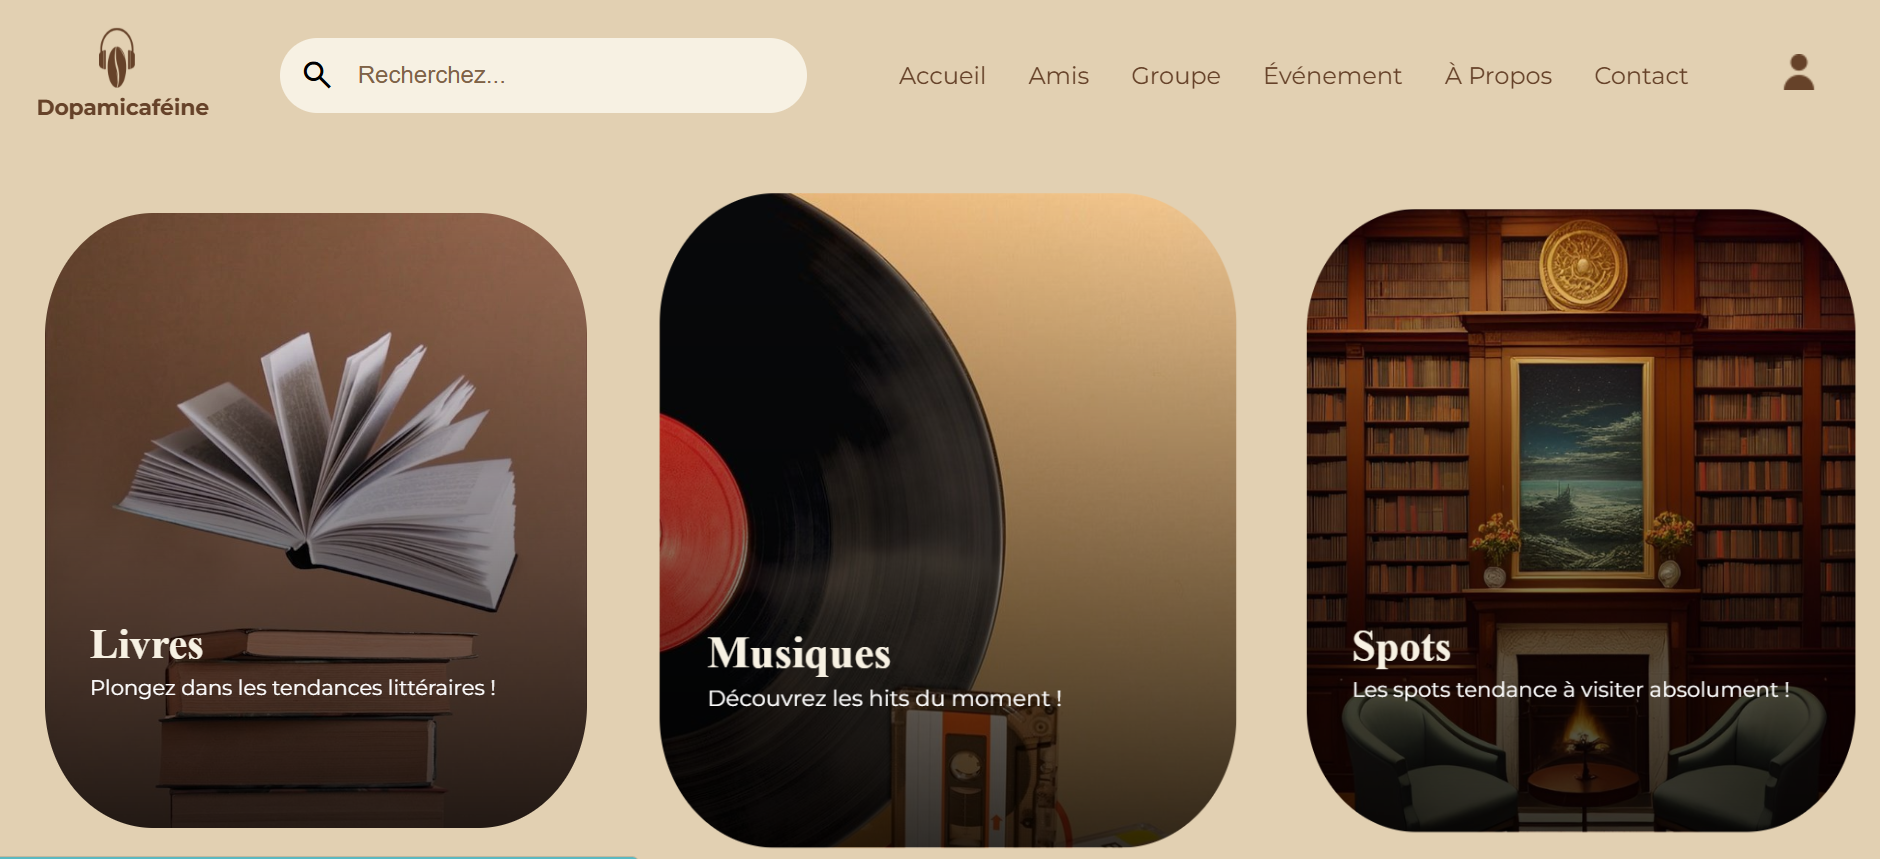 Dopamicaféine
Recherchez...
Accueil
Amis
Groupe
Événement
À Propos
Contact
Livres
Plongez dans les tendances littéraires !
Musiques
Découvrez les hits du moment !
Spots
Les spots tendance à visiter absolument !